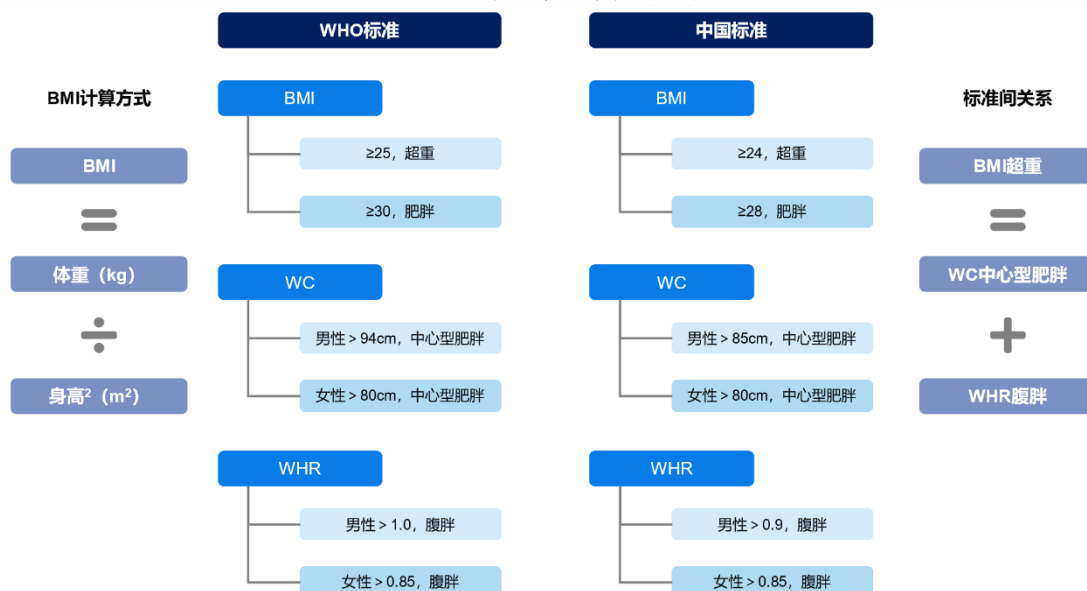 WHO标准
中国标准
BMI计算方式
BMI
=
体重（kg）
÷
身高²（m²）
BMI
≥25，超重
≥30，肥胖
WC
男性＞94cm，中心型肥胖
女性＞80cm，中心型肥胖
WHR
男性＞1.0，腹胖
女性＞0.85，腹胖
BMI
≥24，超重
≥28，肥胖
WC
男性＞85cm，中心型肥胖
女性＞80cm，中心型肥胖
WHR
男性＞0.9，腹胖
女性＞0.85，腹胖
标准间关系
BMI超重
=
WC中心型肥胖
+
WHR腹胖